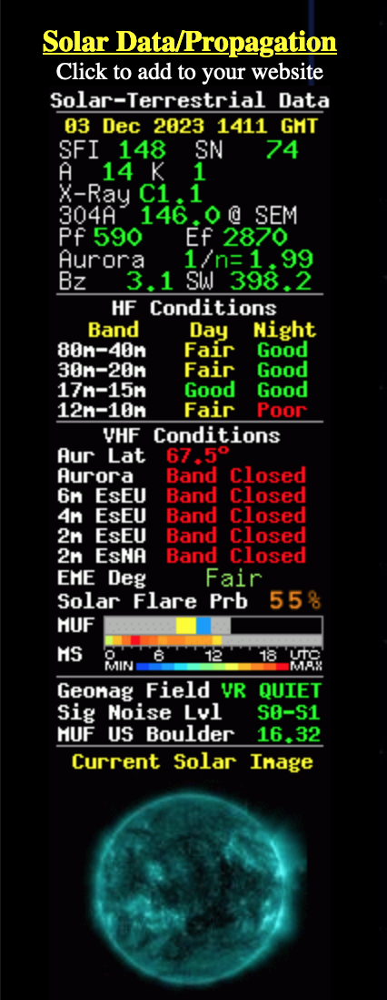 Solar Data/Propagation
Click to add to your website
Solar-Terrestrial Data
03 Dec 2023 1411 GMT
SFI 148 SN 74
A 14 K 1
X-Ray C1.1
304A 146.0 @ SEM
Pf 590 Ef 2870
Aurora 1/n=1.99
Bz 3.1 SW 398.2
HF Conditions
Band Day Night
80m-40m Fair Good
30m-20m Fair Good
17m-15m Good Good
12m-10m Fair Poor
VHF Conditions
Aur Lat 67.5°
Aurora Band Closed
6m EsEU Band Closed
4m EsEU Band Closed
2m EsEU Band Closed
2m EsNA Band Closed
EME Deg Fair
Solar Flare Prb 55%
MUF
MS 0 6 12 18 UTC
MIN MAX
Geomag Field VR QUIET
Sig Noise Lvl S0-S1
MUF US Boulder 16.32
Current Solar Image